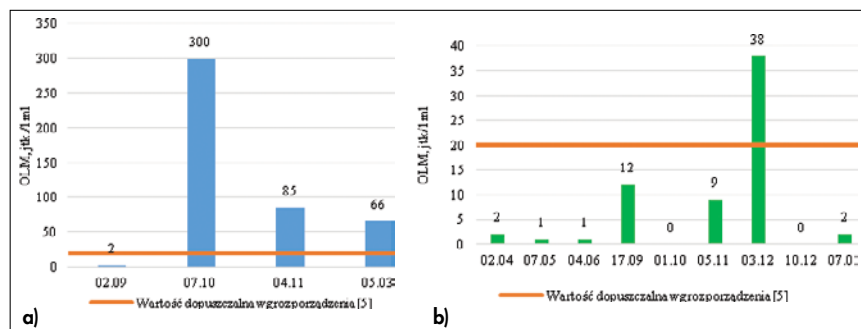 350
300
300
250
200
150
100
50
0
OLM, jtk/1ml
2
85
66
02.09 07.10 04.11 05.03
Wartość dopuszczalna wg rozporządzenia [5]
a)
40
35
30
25
20
15
10
5
0
OLM, jtk/1ml
2 1 1 12 0 9 38 0 2
02.04 07.05 04.06 17.09 01.10 05.11 03.12 10.12
Wartość dopuszczalna wg rozporządzenia [5]
b)